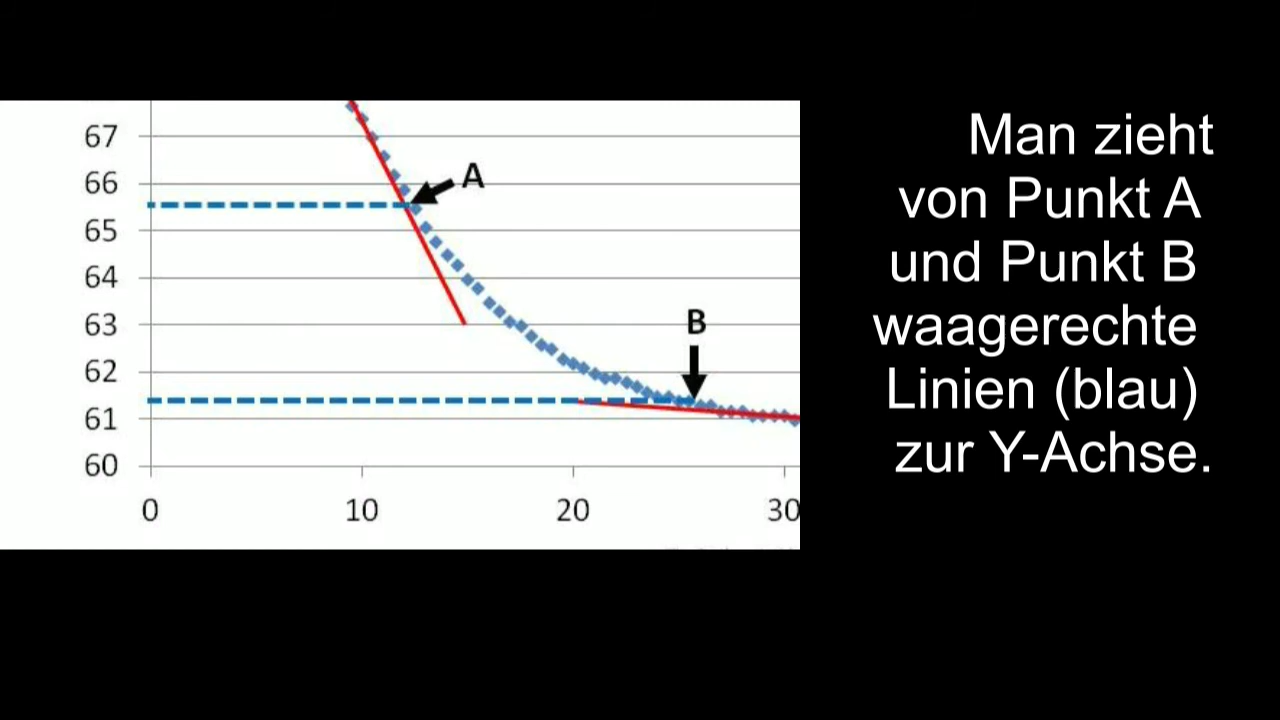 67
66
65
64
63
62
61
60
0 10 20 30
A
B
Man zieht
von Punkt A
und Punkt B
waagerechte
Linien (blau)
zur Y-Achse.